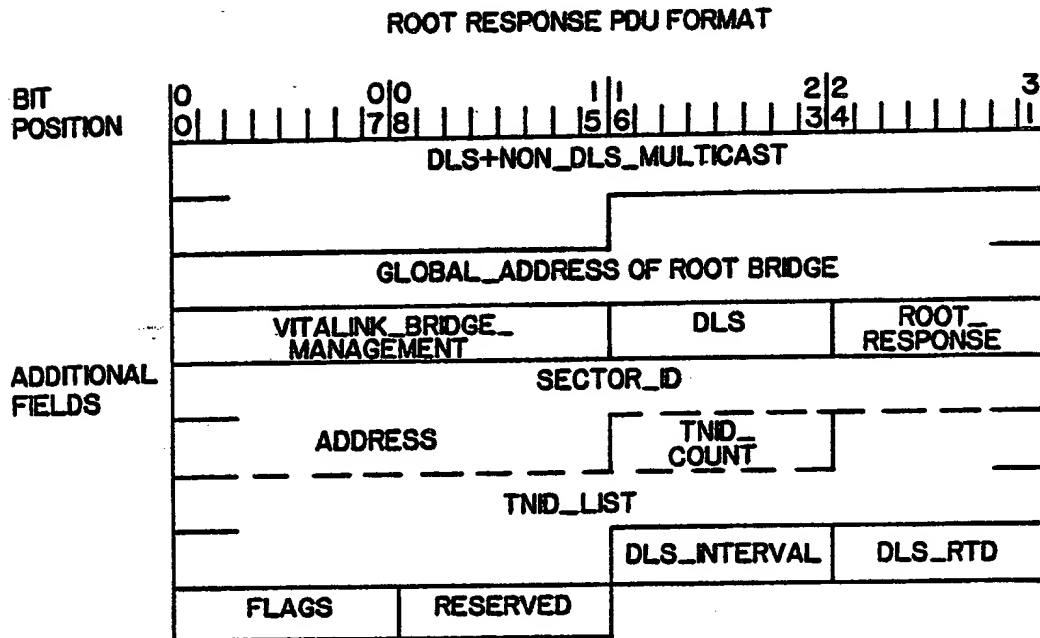 ROOT RESPONSE PDU FORMAT
BIT POSITION
0 0 0 1 1 2 2 3
0 7 8 5 6 3 4 1
DLS+NON_DLS_MULTICAST
GLOBAL_ADDRESS OF ROOT BRIDGE
VITALINK_BRIDGE_
MANAGEMENT
DLS
ROOT_
RESPONSE
ADDITIONAL
FIELDS
SECTOR_ID
ADDRESS
TNID_
COUNT
TNID_LIST
DLS_INTERVAL
DLS_RTD
FLAGS
RESERVED